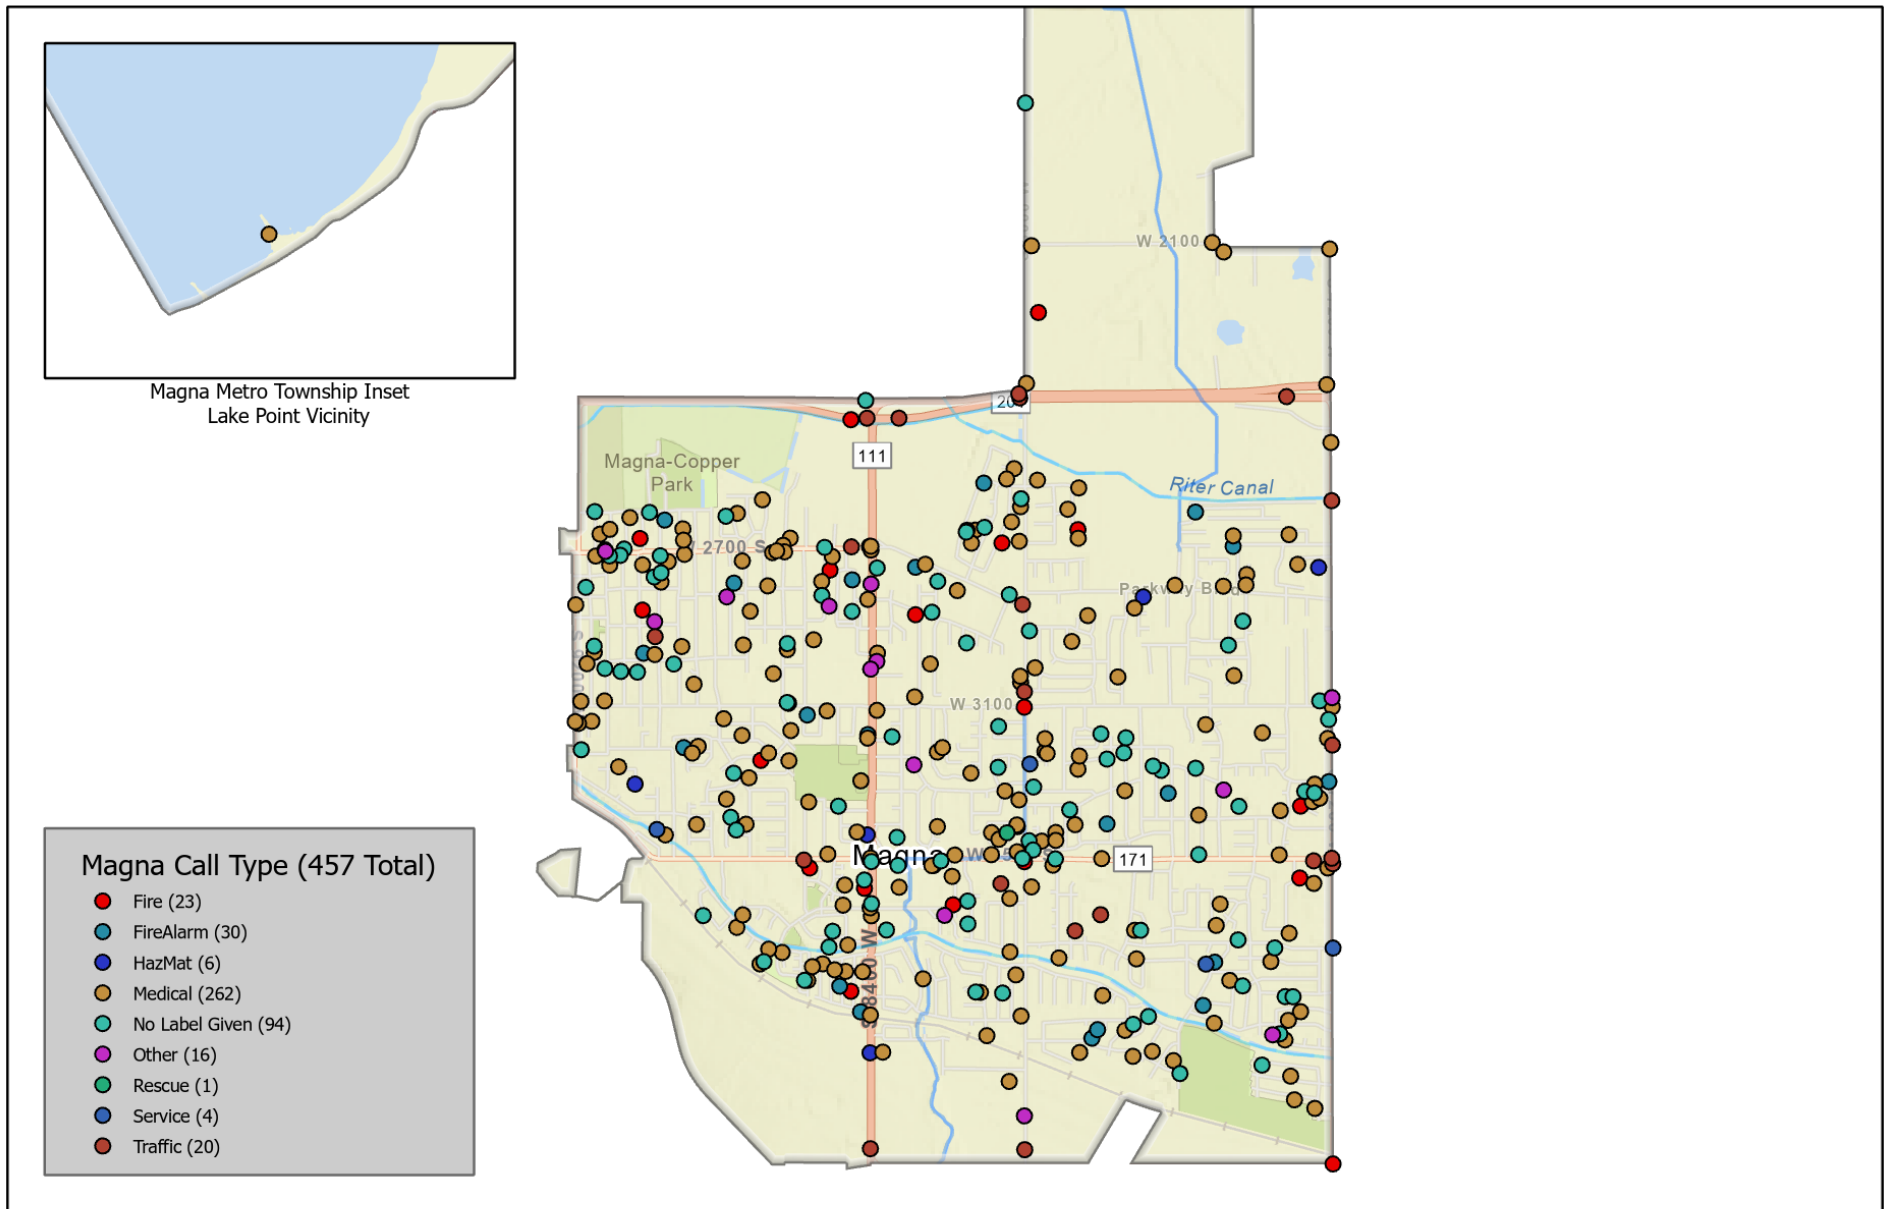 Magna Metro Township Inset
Lake Point Vicinity
W 2100
201
111
Magna-Copper
Park
Riter Canal
2700 S
Parkway Blvd
W 3100
Magna
W
S
171
8400 W
S
Magna Call Type (457 Total)
Fire (23)
FireAlarm (30)
HazMat (6)
Medical (262)
No Label Given (94)
Other (16)
Rescue (1)
Service (4)
Traffic (20)